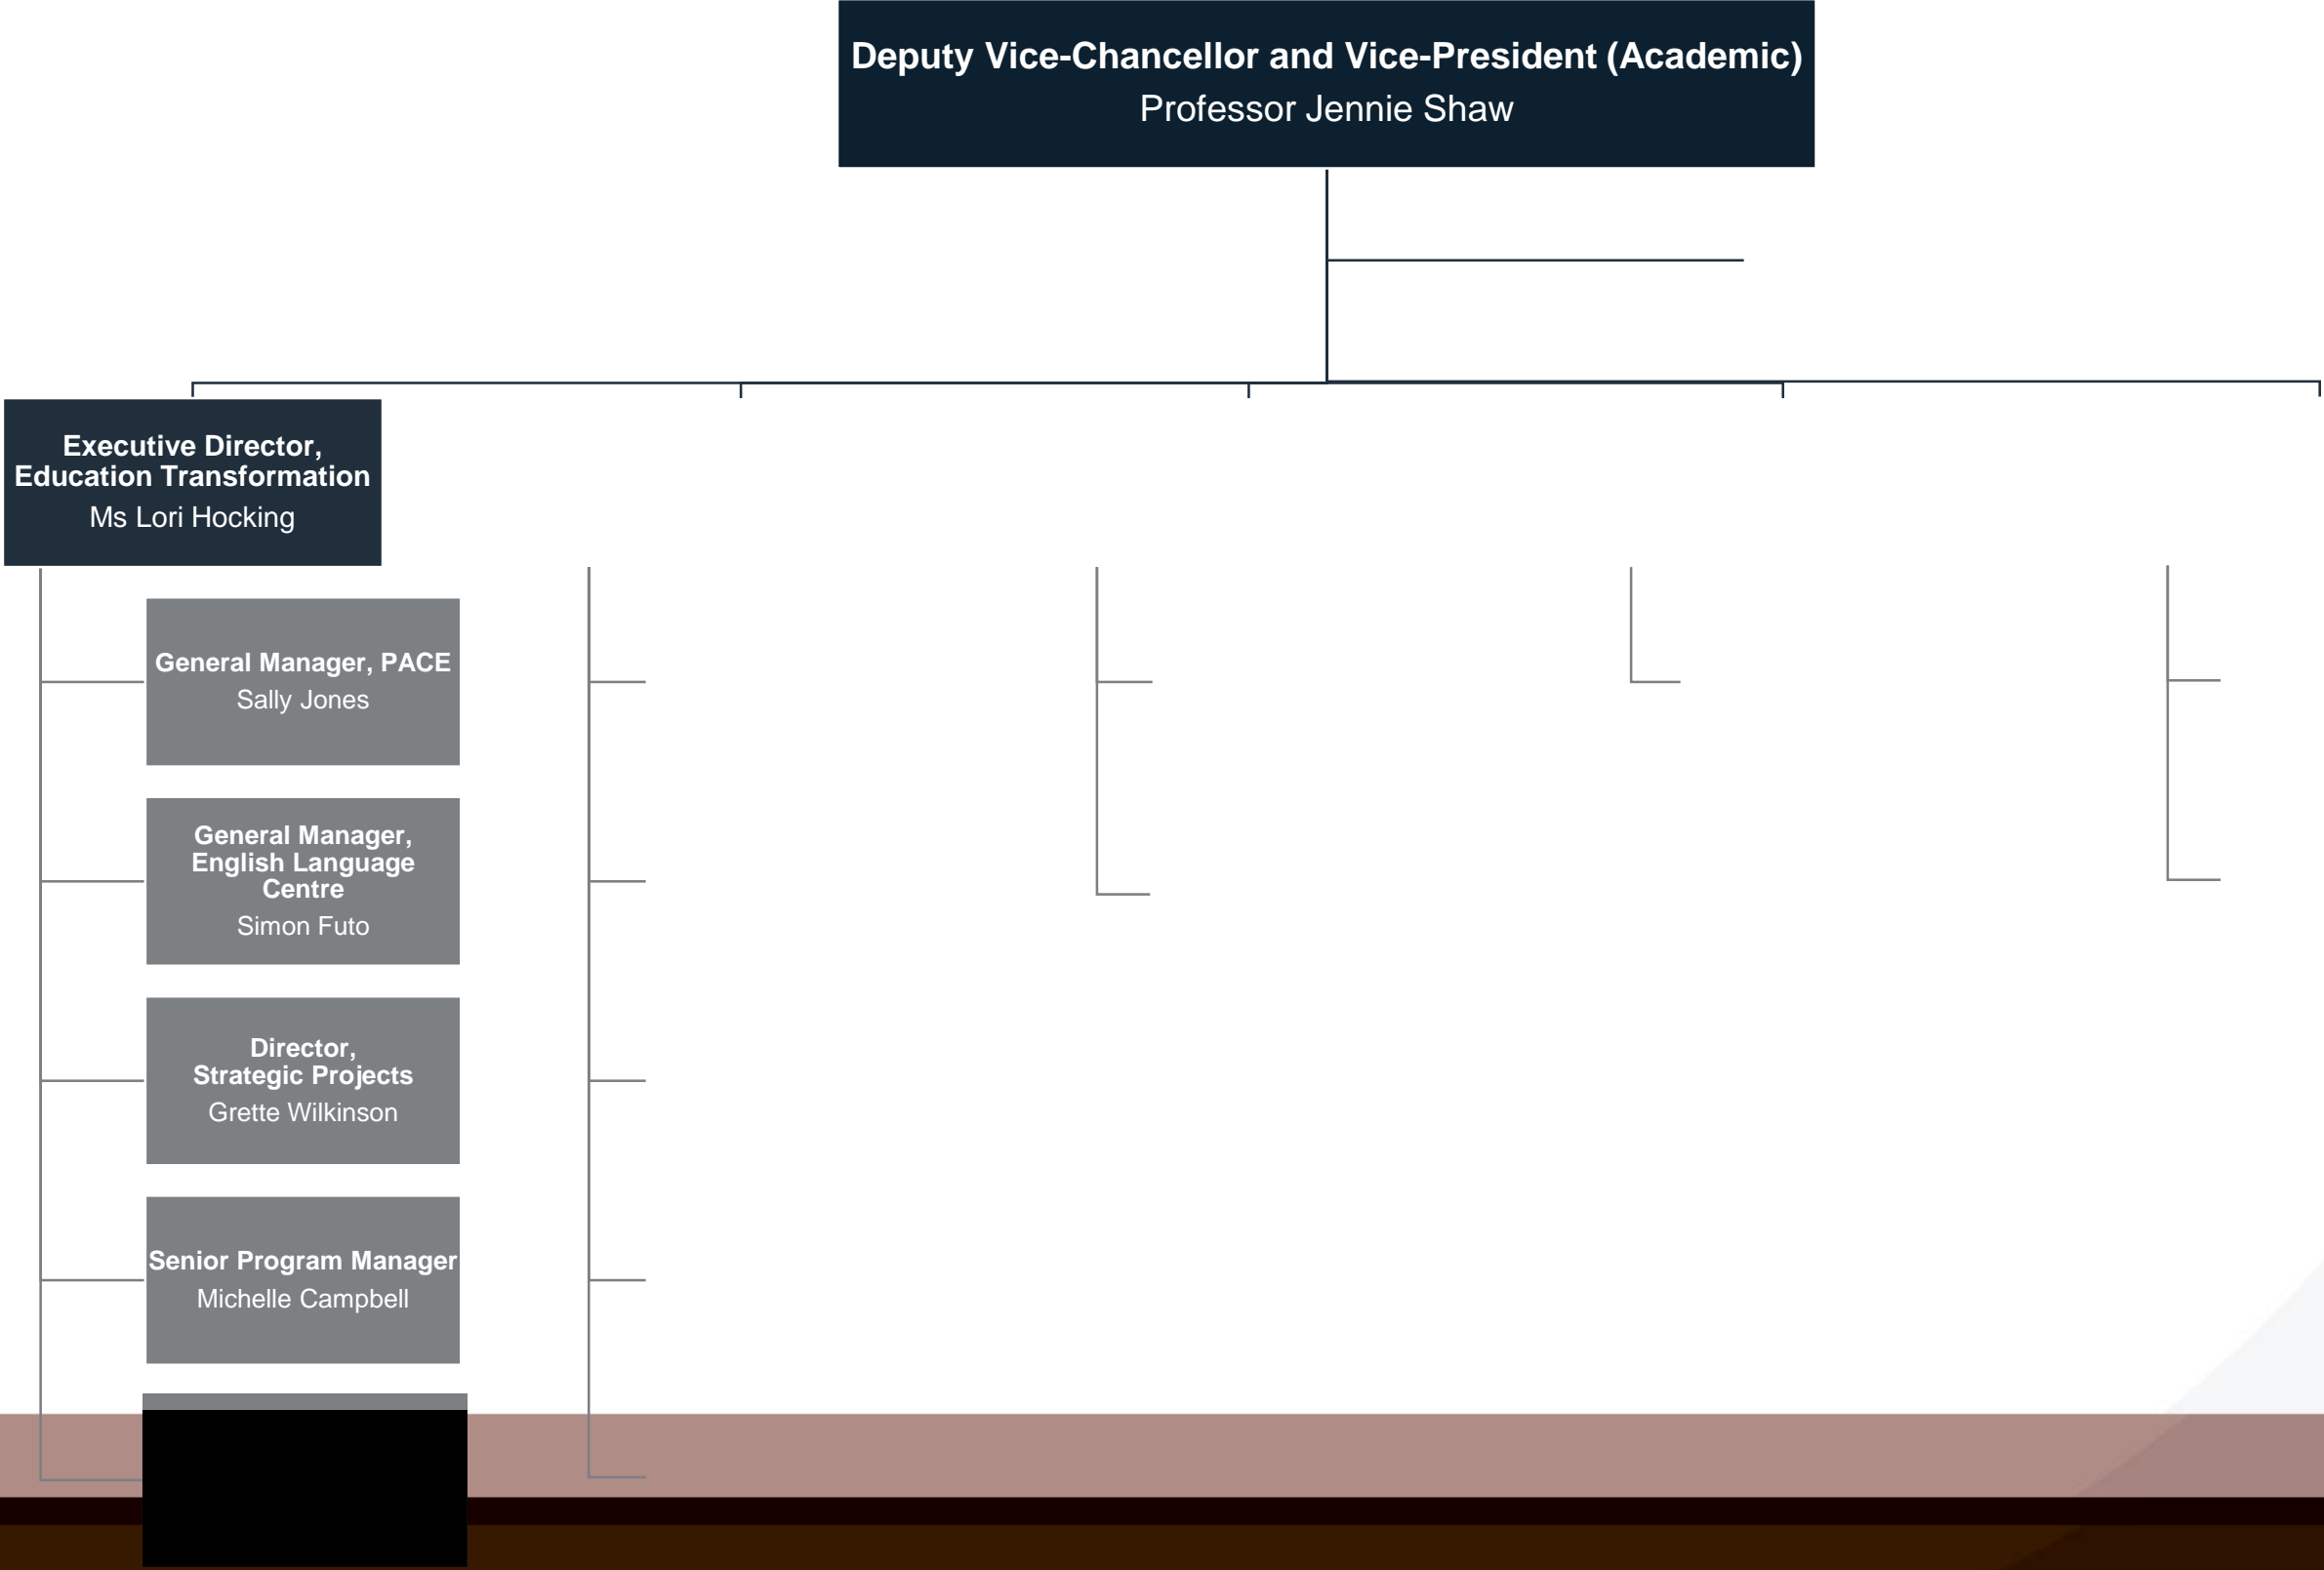 Deputy Vice-Chancellor and Vice-President (Academic)
Professor Jennie Shaw
Executive Director,
Education Transformation
Ms Lori Hocking
General Manager, PACE
Sally Jones
General Manager,
English Language
Centre
Simon Futo
Director,
Strategic Projects
Grette Wilkinson
Senior Program Manager
Michelle Campbell